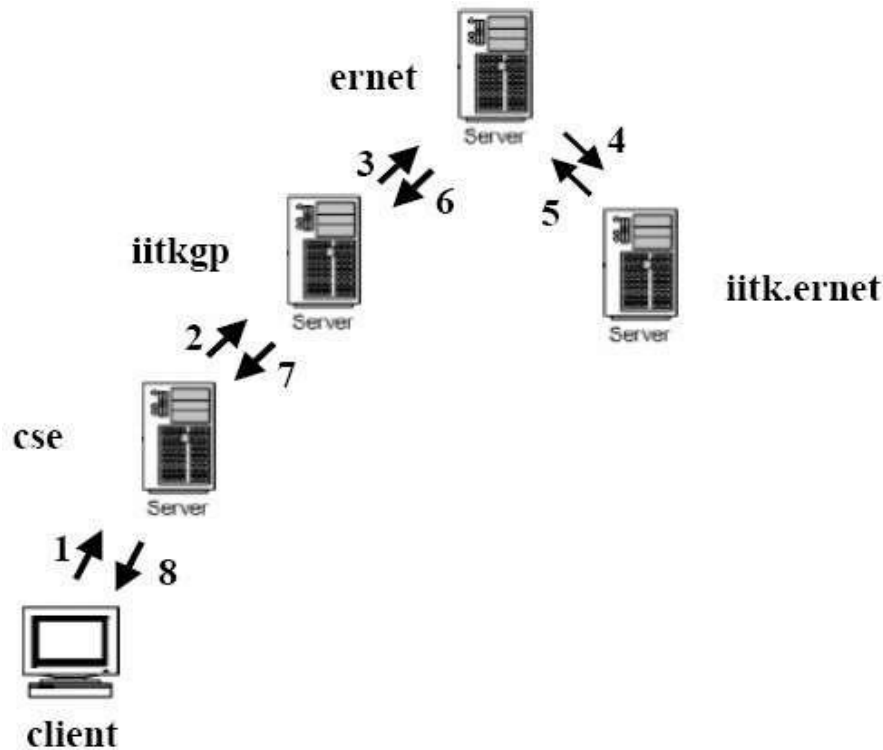 ernet
Server
3
6
4
5
iitkgp
Server
iitk.ernet
Server
2
7
cse
Server
1
8
client